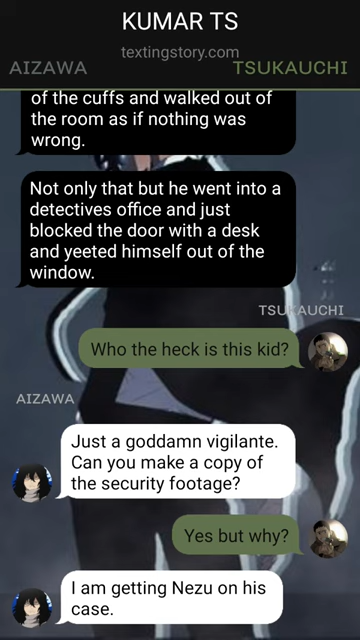 KUMAR TS
textingstory.com
AIZAWA TSUKAUCHI
of the cuffs and walked out of
the room as if nothing was
wrong.
Not only that but he went into a
detectives office and just
blocked the door with a desk
and yeeted himself out of the
window.
TSUKAUCHI
Who the heck is this kid?
AIZAWA
Just a goddamn vigilante.
Can you make a copy of
the security footage?
Yes but why?
I am getting Nezu on his
case.